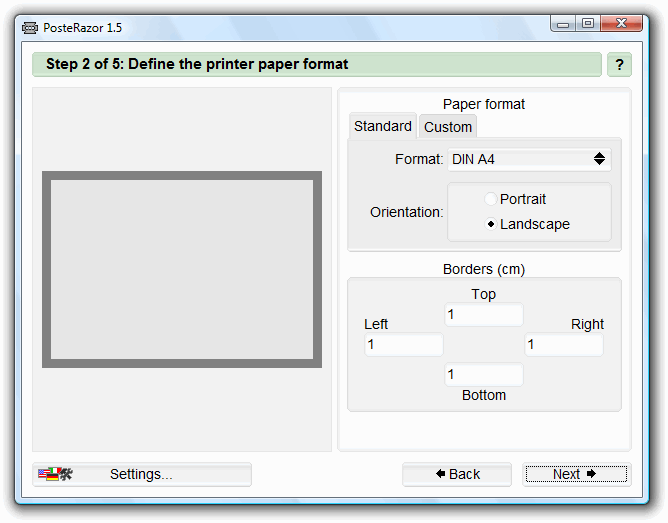 PosteRazor 1.5
Step 2 of 5: Define the printer paper format
?
Paper format
Standard Custom
Format: DIN A4
Orientation:
Portrait
Landscape
Borders (cm)
Top
1
Left Right
1 1
1
Bottom
Settings... Back Next